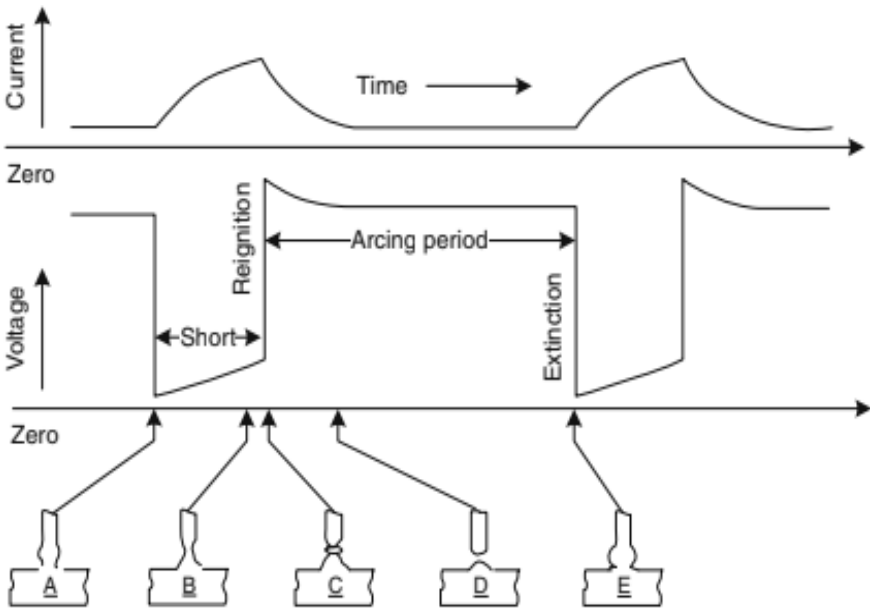 Current
Time
Zero
Reignition
Arcing period
Voltage
Short
Extinction
Zero
A
B
C
D
E